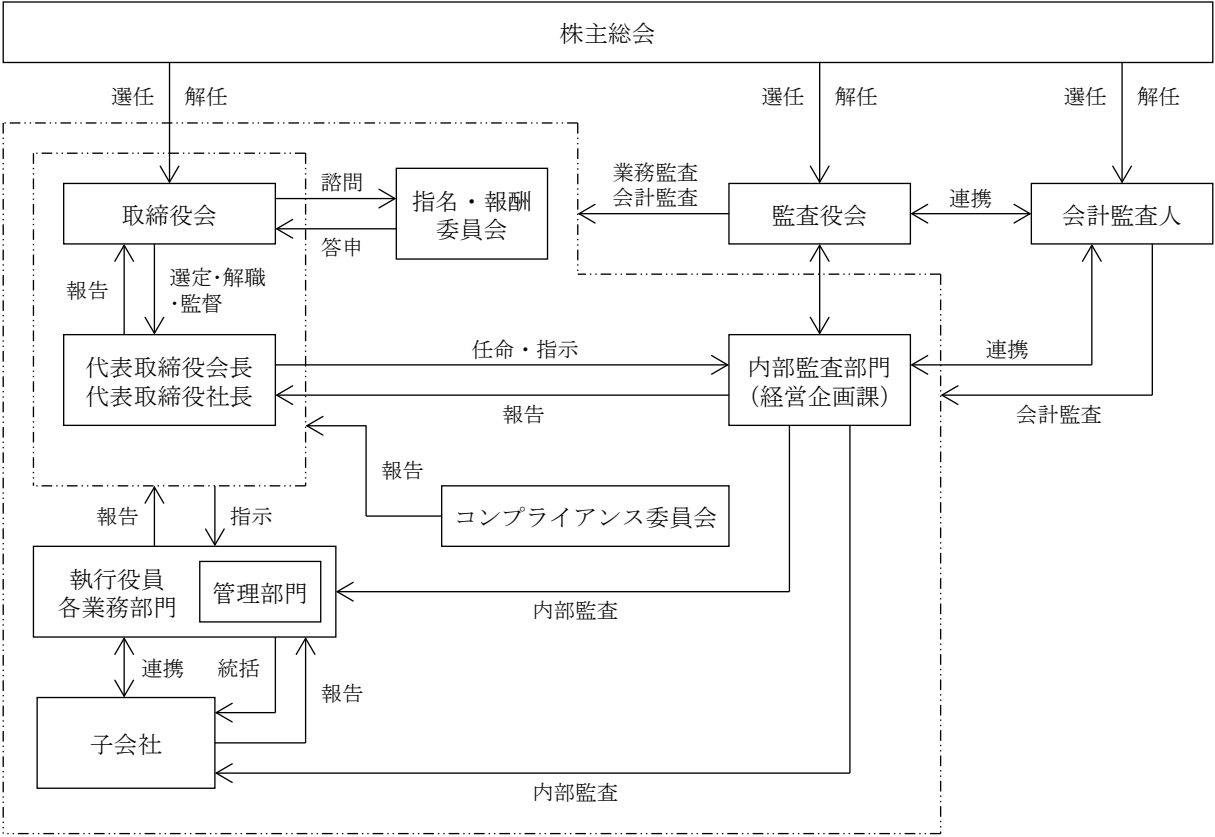 株主総会
選任
解任
選任
解任
選任
解任
取締役会
諮問
答申
指名・報酬
委員会
業務監査
会計監査
監査役会
連携
会計監査人
報告
選定・解職
・監督
代表取締役会長
代表取締役社長
任命・指示
報告
内部監査部門
（経営企画課）
連携
会計監査
報告
コンプライアンス委員会
報告
指示
執行役員
各業務部門
管理部門
内部監査
連携
統括
報告
子会社
内部監査